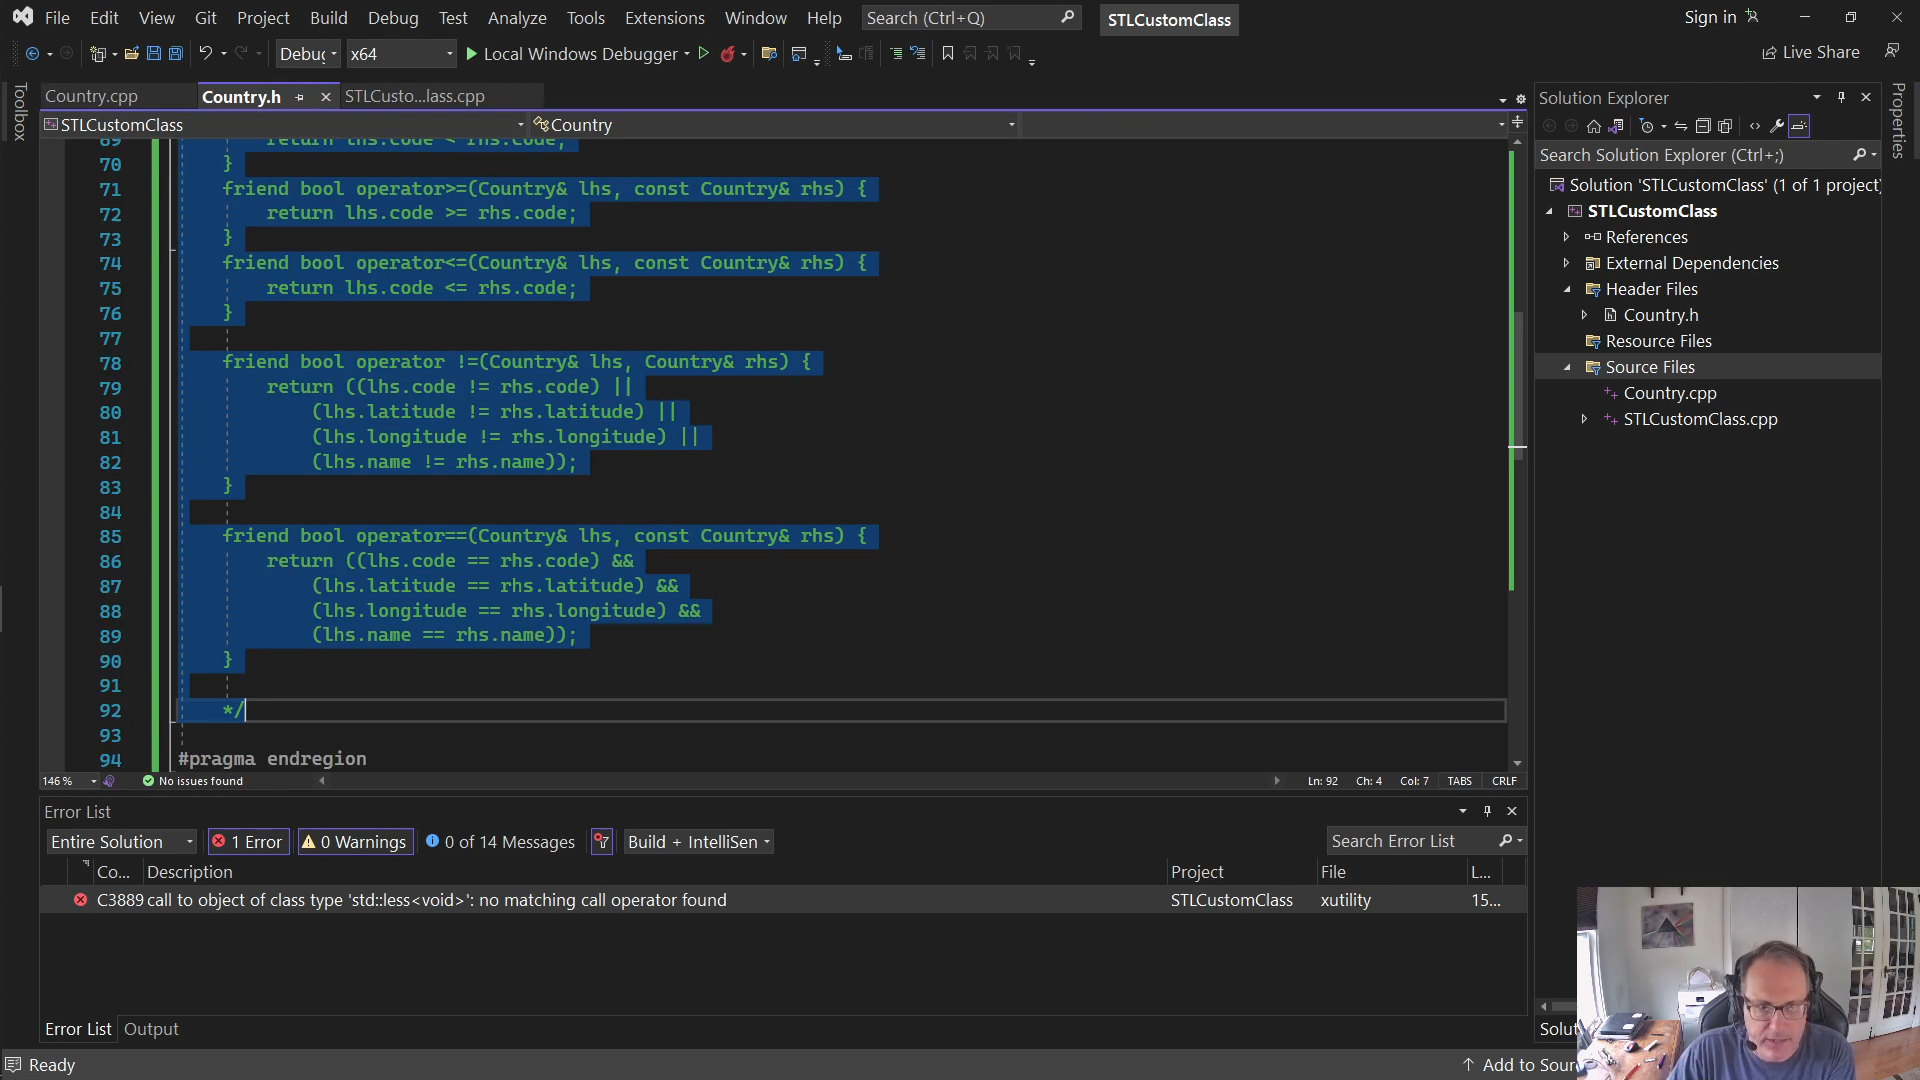 File Edit View Git Project Build Debug Test Analyze Tools Extensions Window Help Search (Ctrl+Q) STLCustomClass Sign in
Debug x64 Local Windows Debugger Live Share
Toolbox
Country.cpp Country.h STLCusto...lass.cpp
STLCustomClass Country
69 return lhs.code < rhs.code;
70 }
71 friend bool operator>=(Country& lhs, const Country& rhs) {
72 return lhs.code >= rhs.code;
73 }
74 friend bool operator<=(Country& lhs, const Country& rhs) {
75 return lhs.code <= rhs.code;
76 }
77
78 friend bool operator !=(Country& lhs, Country& rhs) {
79 return ((lhs.code != rhs.code) ||
80 (lhs.latitude != rhs.latitude) ||
81 (lhs.longitude != rhs.longitude) ||
82 (lhs.name != rhs.name));
83 }
84
85 friend bool operator==(Country& lhs, const Country& rhs) {
86 return ((lhs.code == rhs.code) &&
87 (lhs.latitude == rhs.latitude) &&
88 (lhs.longitude == rhs.longitude) &&
89 (lhs.name == rhs.name));
90 }
91
92 */
93
94 #pragma endregion
146 % No issues found Ln: 92 Ch: 4 Col: 7 TABS CRLF
Error List
Entire Solution 1 Error 0 Warnings 0 of 14 Messages Build + IntelliSen Search Error List
Co... Description Project File L...
C3889 call to object of class type 'std::less<void>': no matching call operator found STLCustomClass xutility 15...
Error List Output
Ready Add to Sour
Solution Explorer
Search Solution Explorer (Ctrl+;)
Solution 'STLCustomClass' (1 of 1 project)
STLCustomClass
References
External Dependencies
Header Files
Country.h
Resource Files
Source Files
Country.cpp
STLCustomClass.cpp
Solut
Properties